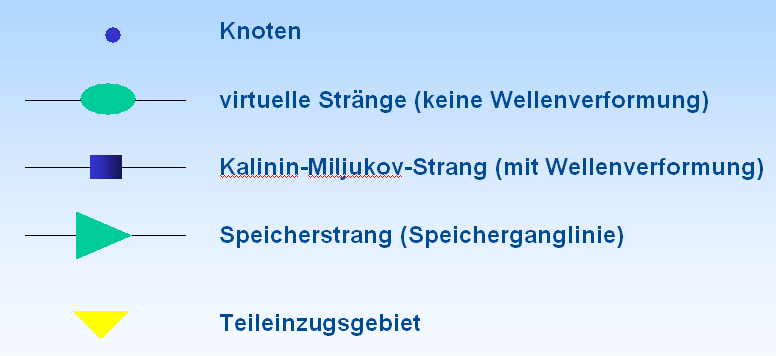 Knoten
virtuelle Stränge (keine Wellenverformung)
Kalinin-Miljukov-Strang (mit Wellenverformung)
Speicherstrang (Speicherganglinie)
Teileinzugsgebiet